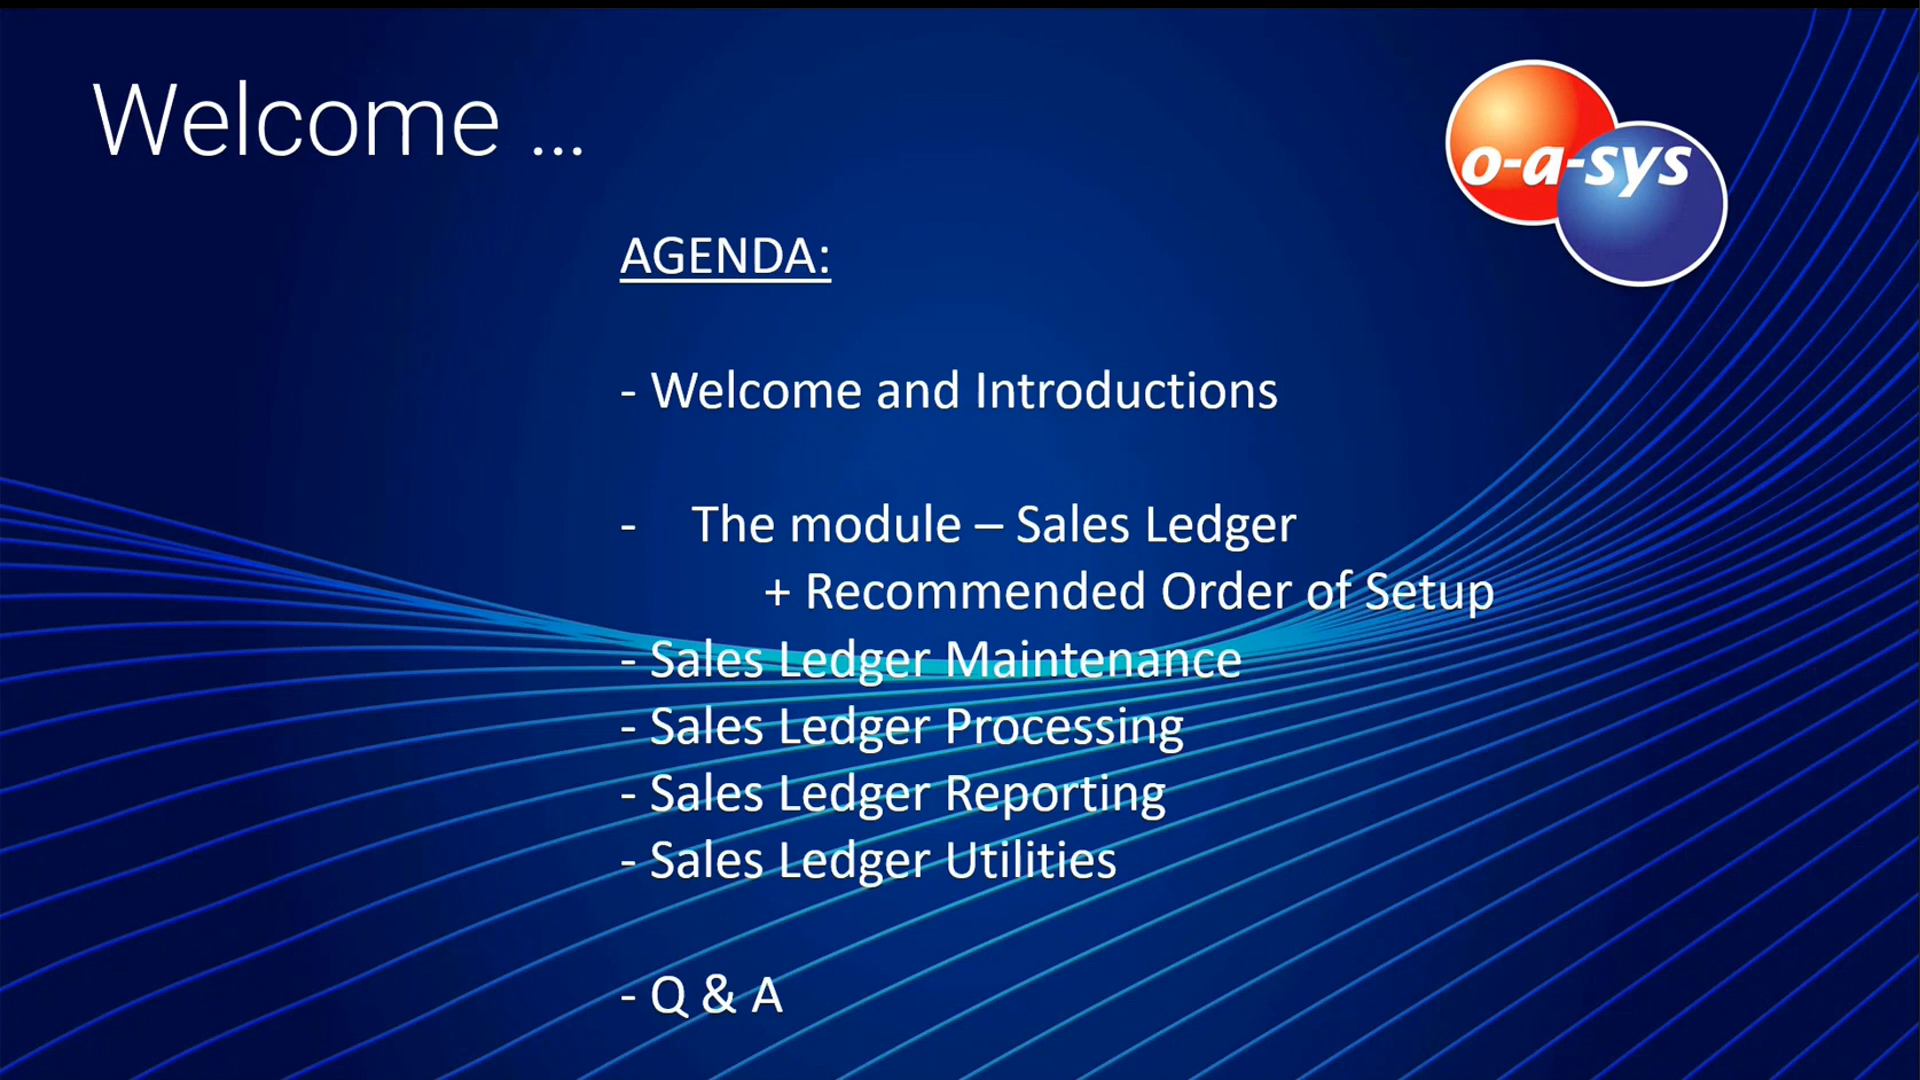 Welcome ...
o-a-sys
AGENDA:
- Welcome and Introductions
- The module – Sales Ledger
+ Recommended Order of Setup
- Sales Ledger Maintenance
- Sales Ledger Processing
- Sales Ledger Reporting
- Sales Ledger Utilities
- Q & A